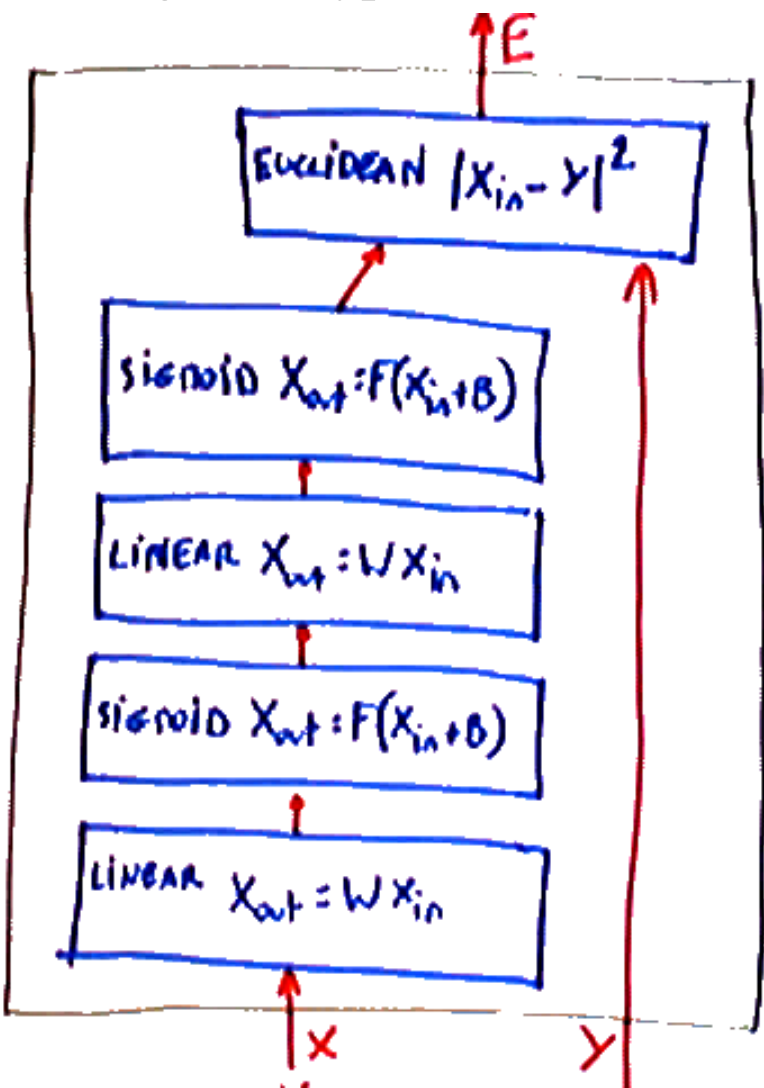 E
EUCLIDEAN |Xin - Y|²
SIGMOID Xout = F(Xin + B)
LINEAR Xout = W Xin
SIGMOID Xout = F(Xin + B)
LINEAR Xout = W Xin
X Y